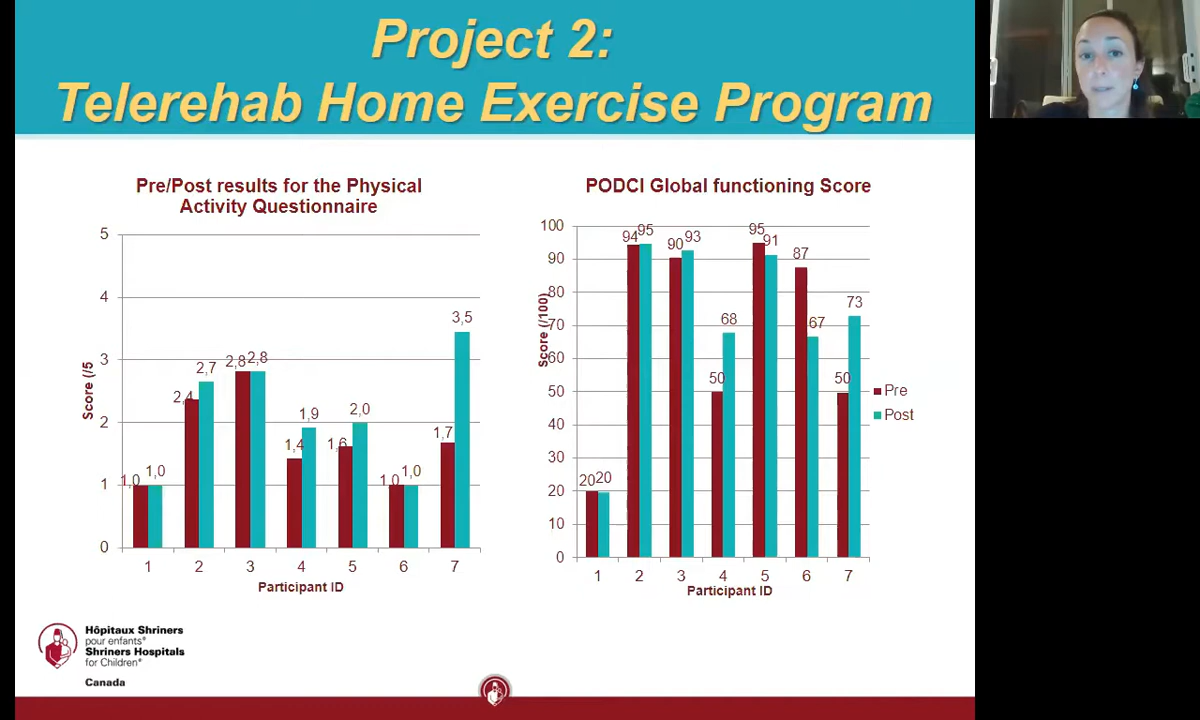 Project 2:
Telerehab Home Exercise Program
Pre/Post results for the Physical
Activity Questionnaire
5
4
3
2
1
0
Score (/5
1,0
1,0
2,4
2,7
2,8
2,8
1,4
1,9
1,6
2,0
1,0
1,0
1,7
3,5
1 2 3 4 5 6 7
Participant ID
PODCI Global functioning Score
100
90
80
70
60
50
40
30
20
10
0
Score (/100)
20
20
94
95
90
93
50
68
95
91
87
67
50
73
1 2 3 4 5 6 7
Participant ID
Pre
Post
Hôpitaux Shriners
pour enfants®
Shriners Hospitals
for Children®
Canada